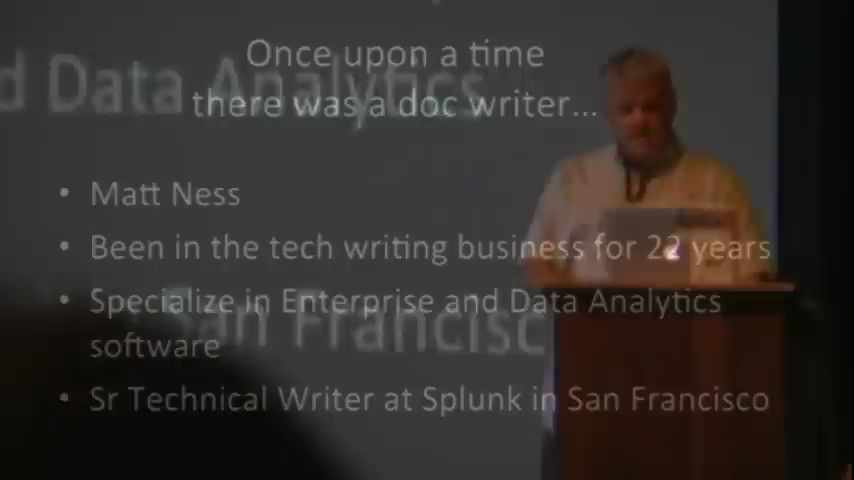 Once upon a time
there was a doc writer...
d Data Analytics
• Matt Ness
• Been in the tech writing business for 22 years
• Specialize in Enterprise and Data Analytics
software
San Francisc
• Sr Technical Writer at Splunk in San Francisco